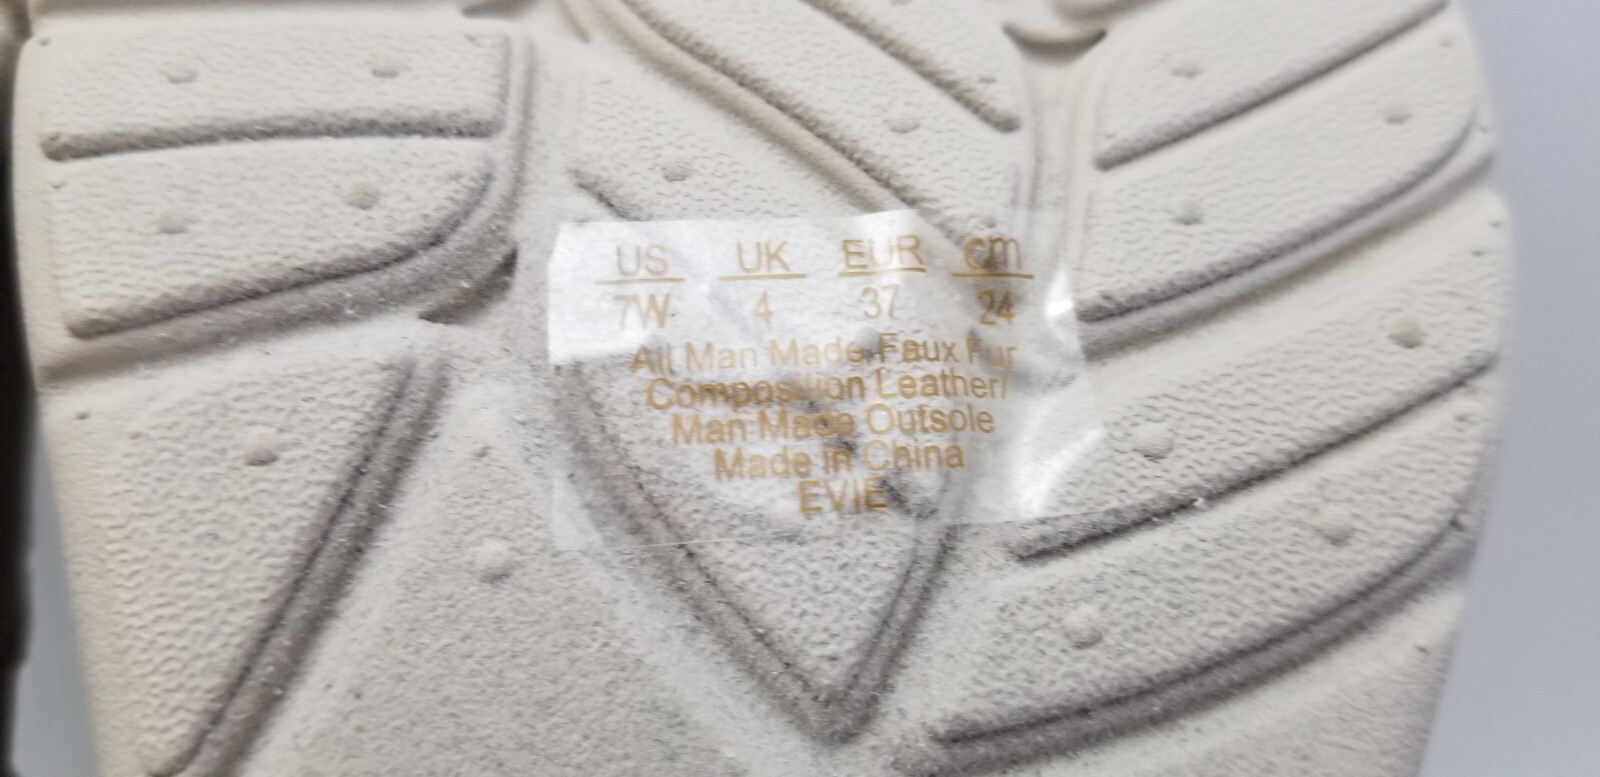 US UK EUR cm
7W 4 37 24
All Man Made/Faux Fur
Composition Leather/
Man Made Outsole
Made in China
EVIE